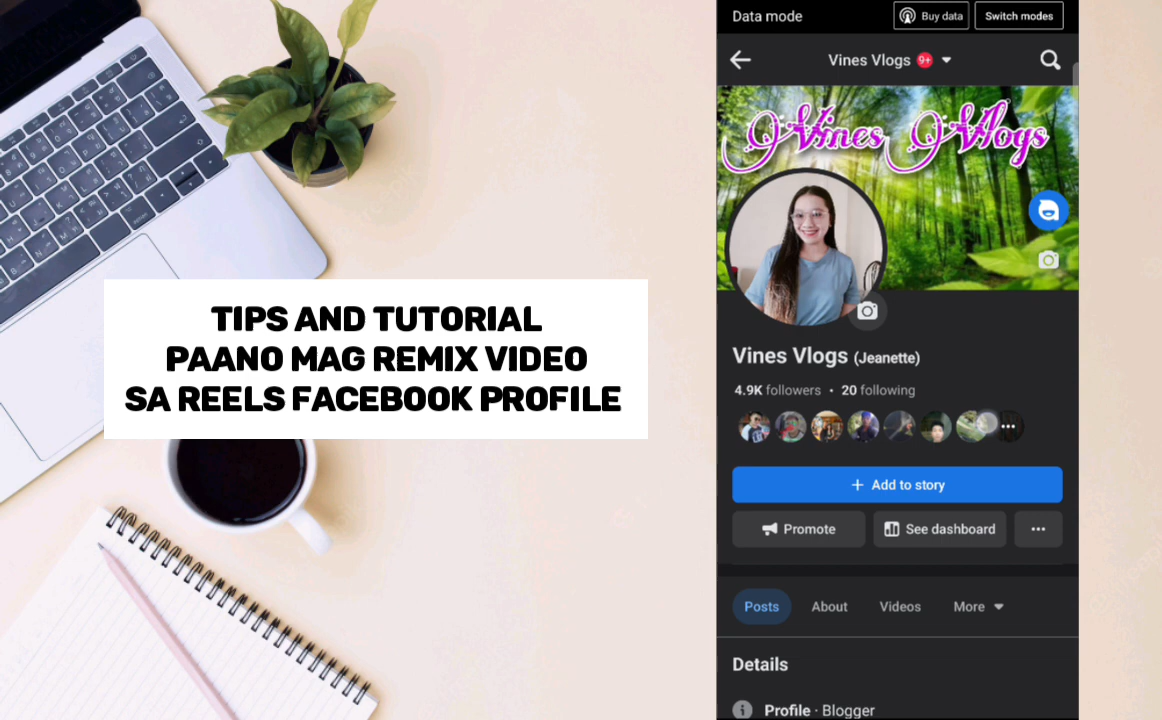 TIPS AND TUTORIAL
PAANO MAG REMIX VIDEO
SA REELS FACEBOOK PROFILE
Data mode
Buy data
Switch modes
Vines Vlogs 9+
Vines Vlogs
Vines Vlogs (Jeanette)
4.9K followers • 20 following
+ Add to story
Promote
See dashboard
Posts
About
Videos
More
Details
Profile · Blogger